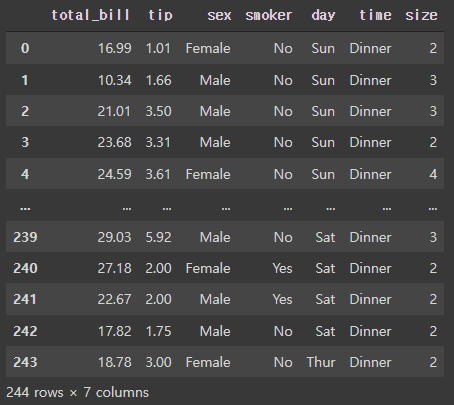 total_bill tip sex smoker day time size
0 16.99 1.01 Female No Sun Dinner 2
1 10.34 1.66 Male No Sun Dinner 3
2 21.01 3.50 Male No Sun Dinner 3
3 23.68 3.31 Male No Sun Dinner 2
4 24.59 3.61 Female No Sun Dinner 4
... ... ... ... ... ... ... ...
239 29.03 5.92 Male No Sat Dinner 3
240 27.18 2.00 Female Yes Sat Dinner 2
241 22.67 2.00 Male Yes Sat Dinner 2
242 17.82 1.75 Male No Sat Dinner 2
243 18.78 3.00 Female No Thur Dinner 2
244 rows × 7 columns